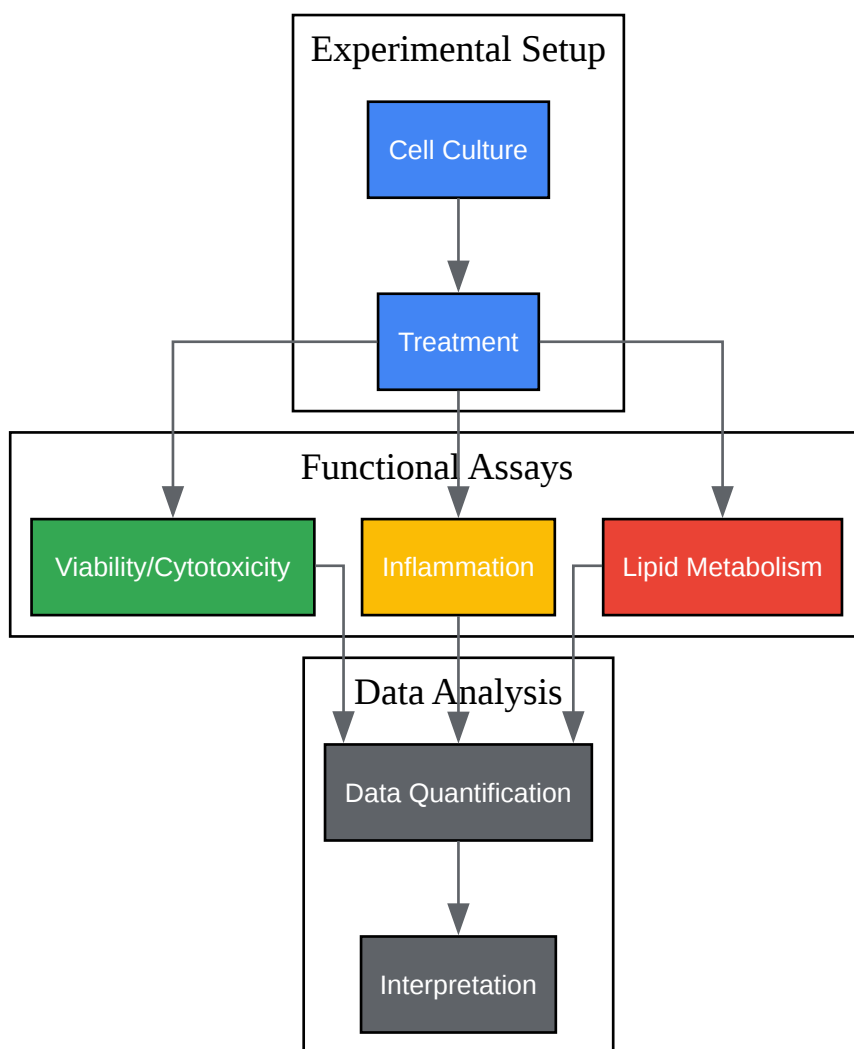 Experimental Setup
Cell Culture
Treatment
Functional Assays
Viability/Cytotoxicity
Inflammation
Lipid Metabolism
Data Analysis
Data Quantification
Interpretation